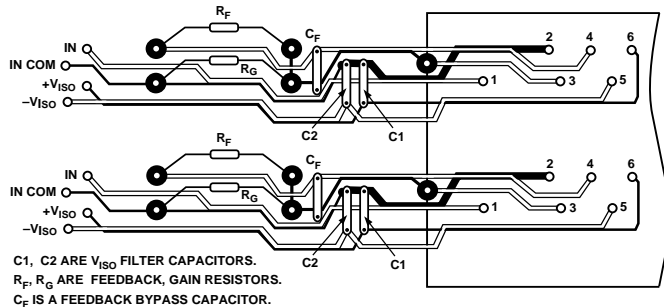 RF
CF
2 4 6
IN
IN COM
RG
+VISO
1 3 5
–VISO
C2 C1
RF
CF
2 4 6
IN
IN COM
RG
+VISO
1 3 5
–VISO
C2 C1
C1, C2 ARE VISO FILTER CAPACITORS.
RF, RG ARE FEEDBACK, GAIN RESISTORS.
CF IS A FEEDBACK BYPASS CAPACITOR.